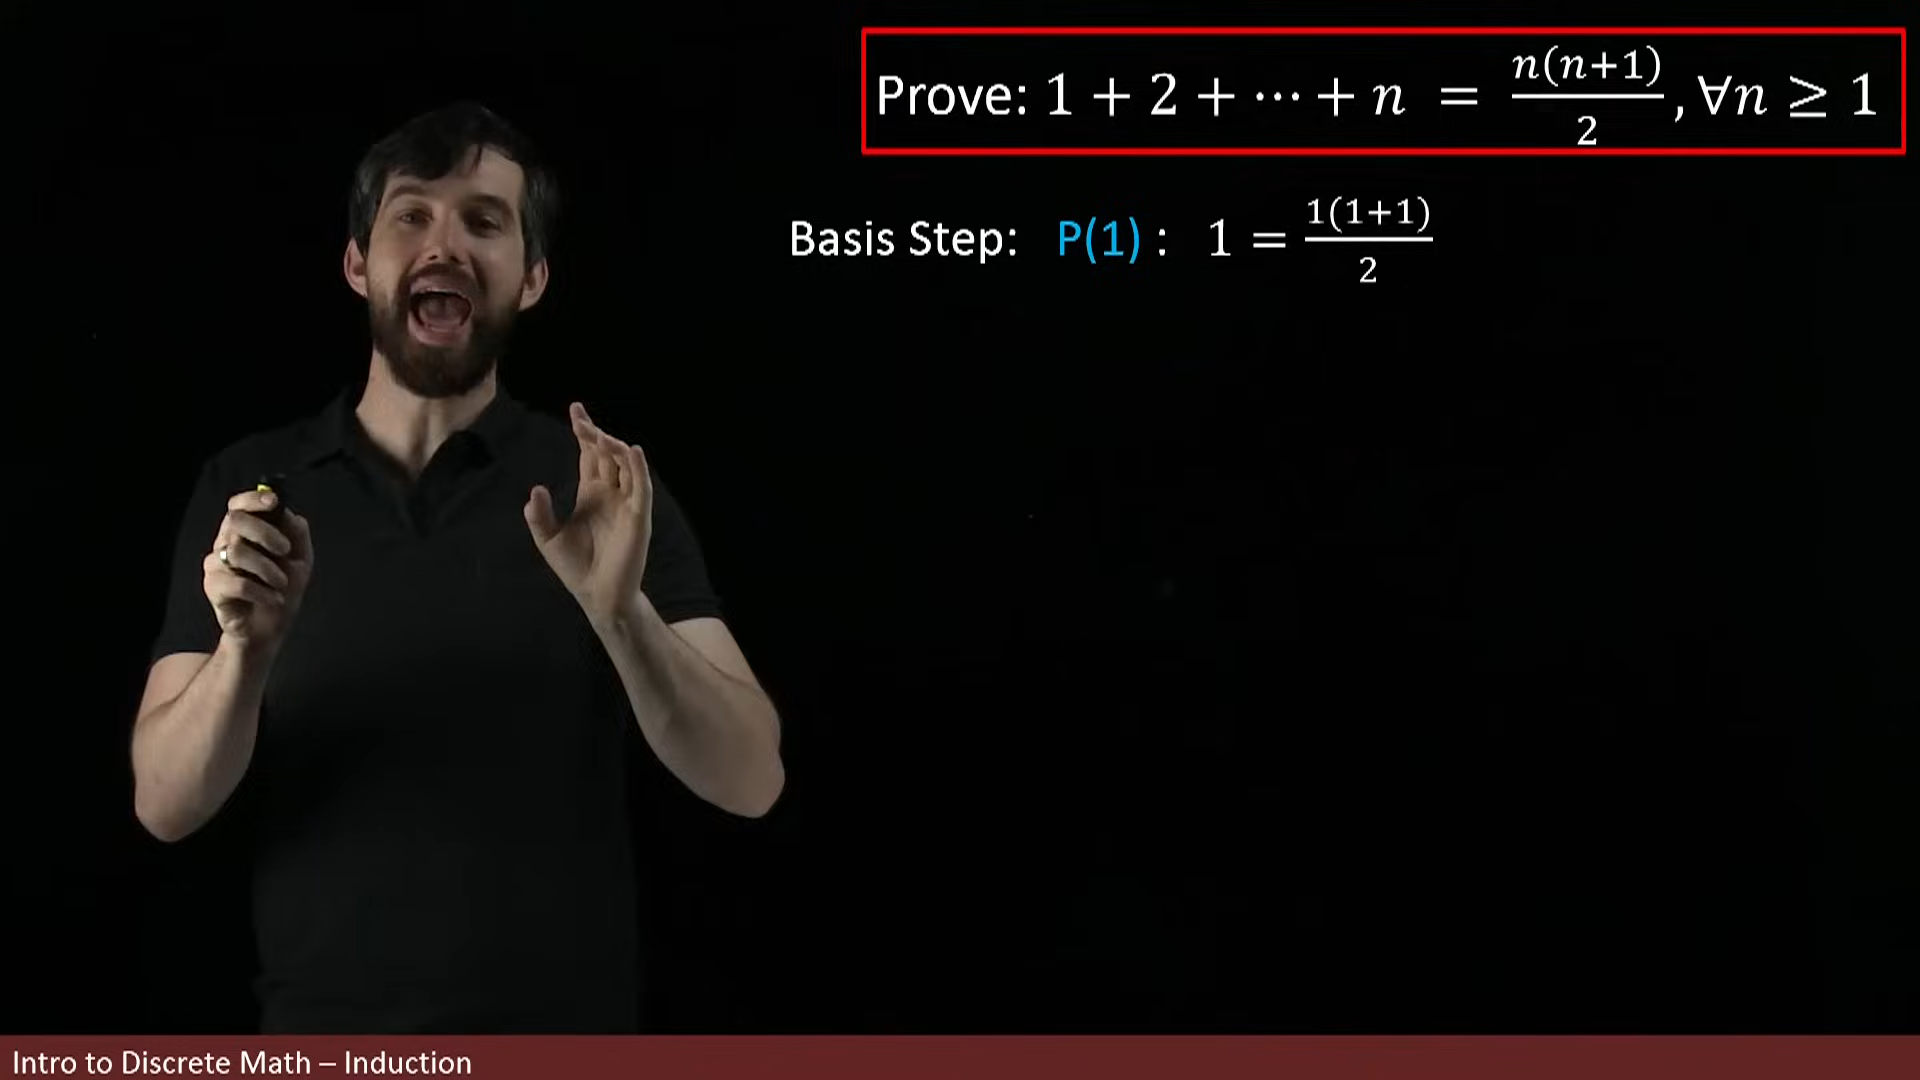 Prove: 1 + 2 + ⋯ + n = n(n+1)/2, ∀n ≥ 1
Basis Step: P(1) : 1 = 1(1+1)/2
Intro to Discrete Math – Induction